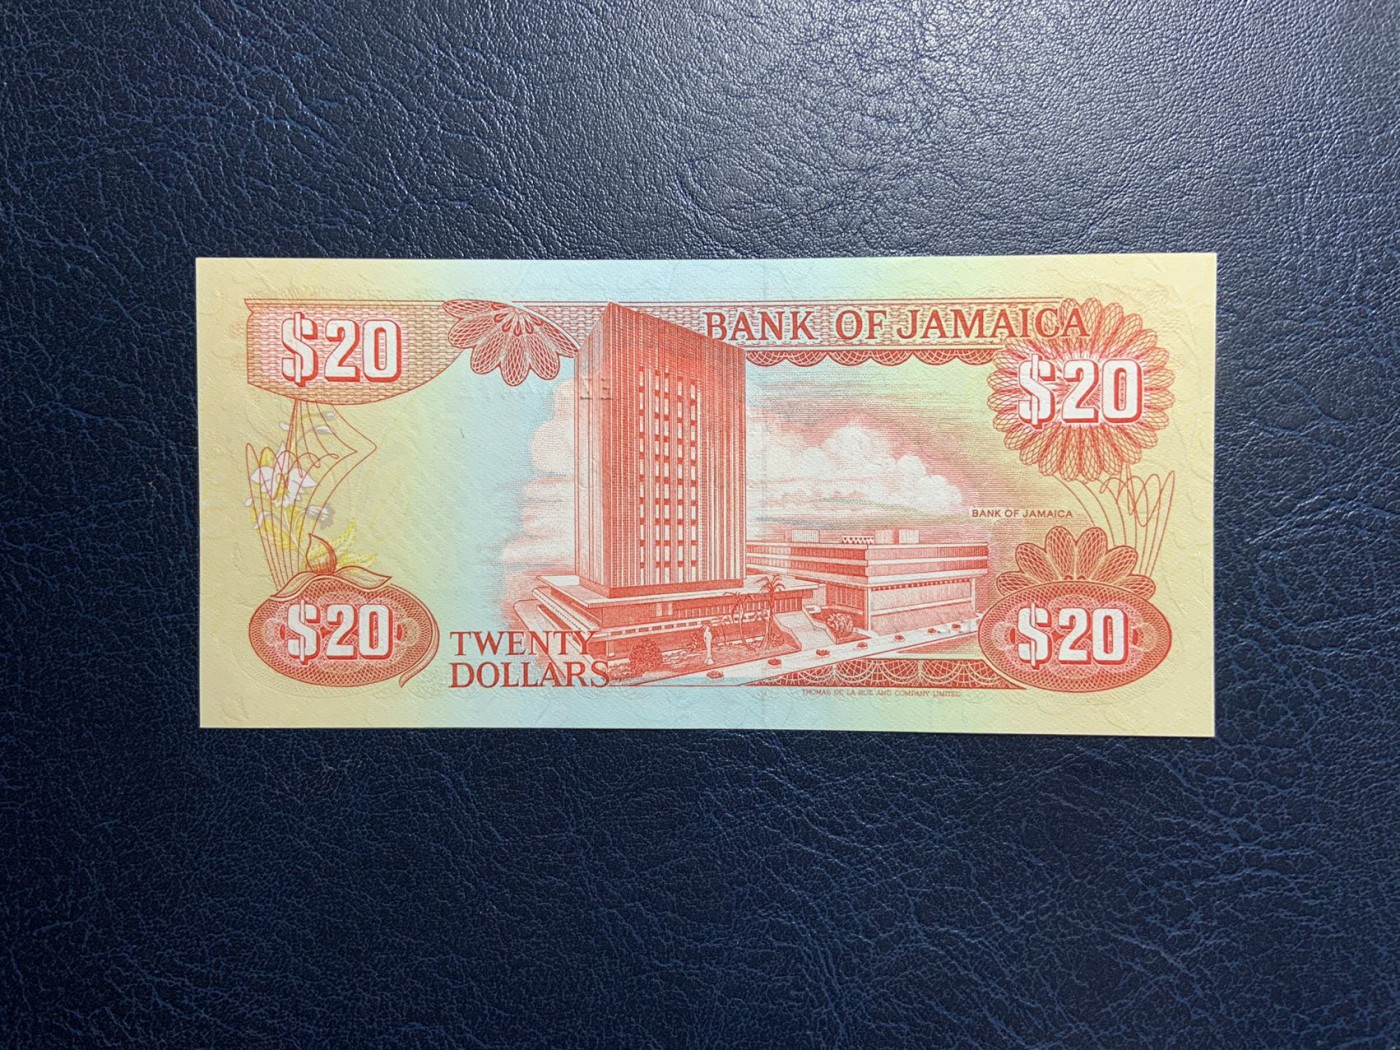 $20
BANK OF JAMAICA
$20
BANK OF JAMAICA
$20
TWENTY
DOLLARS
$20
THOMAS DE LA RUE AND COMPANY LIMITED